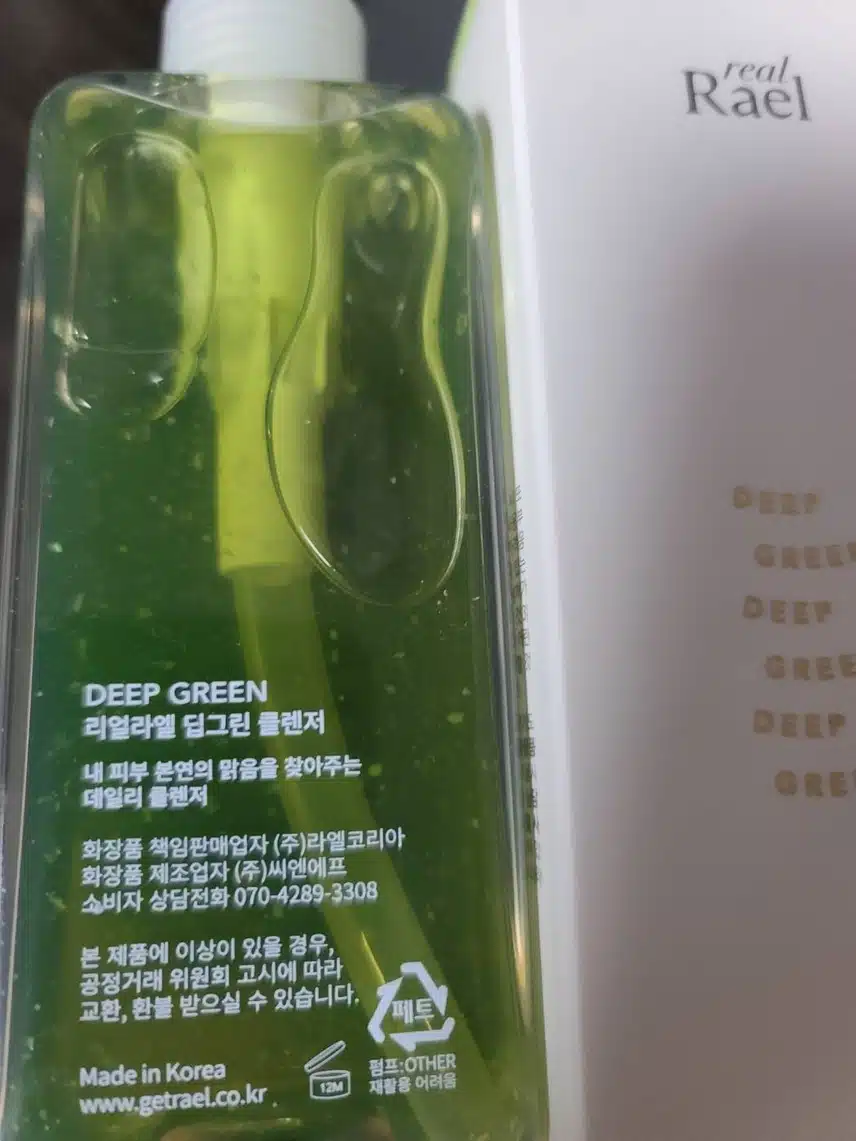 real
Rael
DEEP
GREEN
DEEP
GREE
DEEP
GREE
DEEP GREEN
리얼라엘 딥그린 클렌저
내 피부 본연의 맑음을 찾아주는
데일리 클렌저
화장품 책임판매업자 (주)라엘코리아
화장품 제조업자 (주)씨엔에프
소비자 상담전화 070-4289-3308
본 제품에 이상이 있을 경우,
공정거래 위원회 고시에 따라
교환, 환불 받으실 수 있습니다.
페트
펌프:OTHER
재활용 어려움
12M
Made in Korea
www.getrael.co.kr